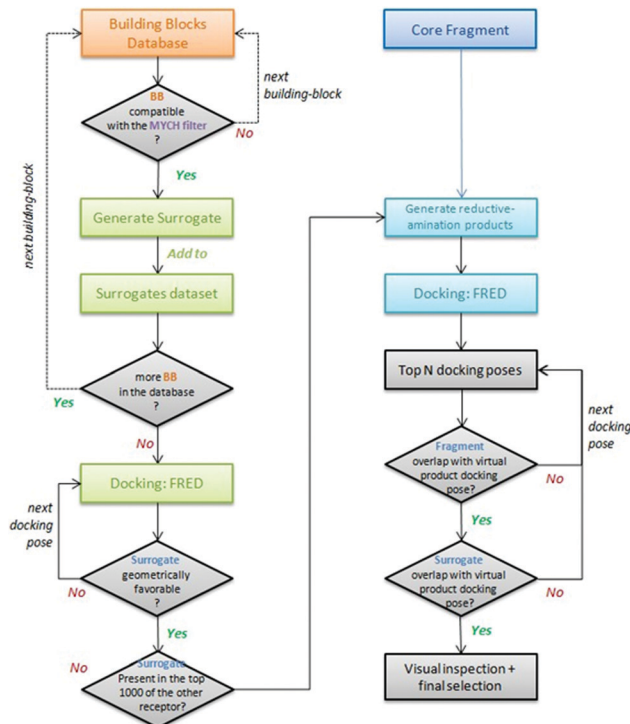 Building Blocks
Database
next
building-block
BB
compatible
with the MYCH filter
?
No
Yes
Generate Surrogate
Add to
Surrogates dataset
next building-block
more BB
in the database
?
Yes
No
Docking: FRED
next
docking
pose
Surrogate
geometrically
favorable
?
No
Yes
No
Surrogate
Present in the top
1000 of the other
receptor?
Core Fragment
Generate reductive-
amination products
Docking: FRED
Top N docking poses
next
docking
pose
Fragment
overlap with virtual
product docking
pose?
No
Yes
Surrogate
overlap with virtual
product docking
pose?
No
Yes
Visual inspection +
final selection